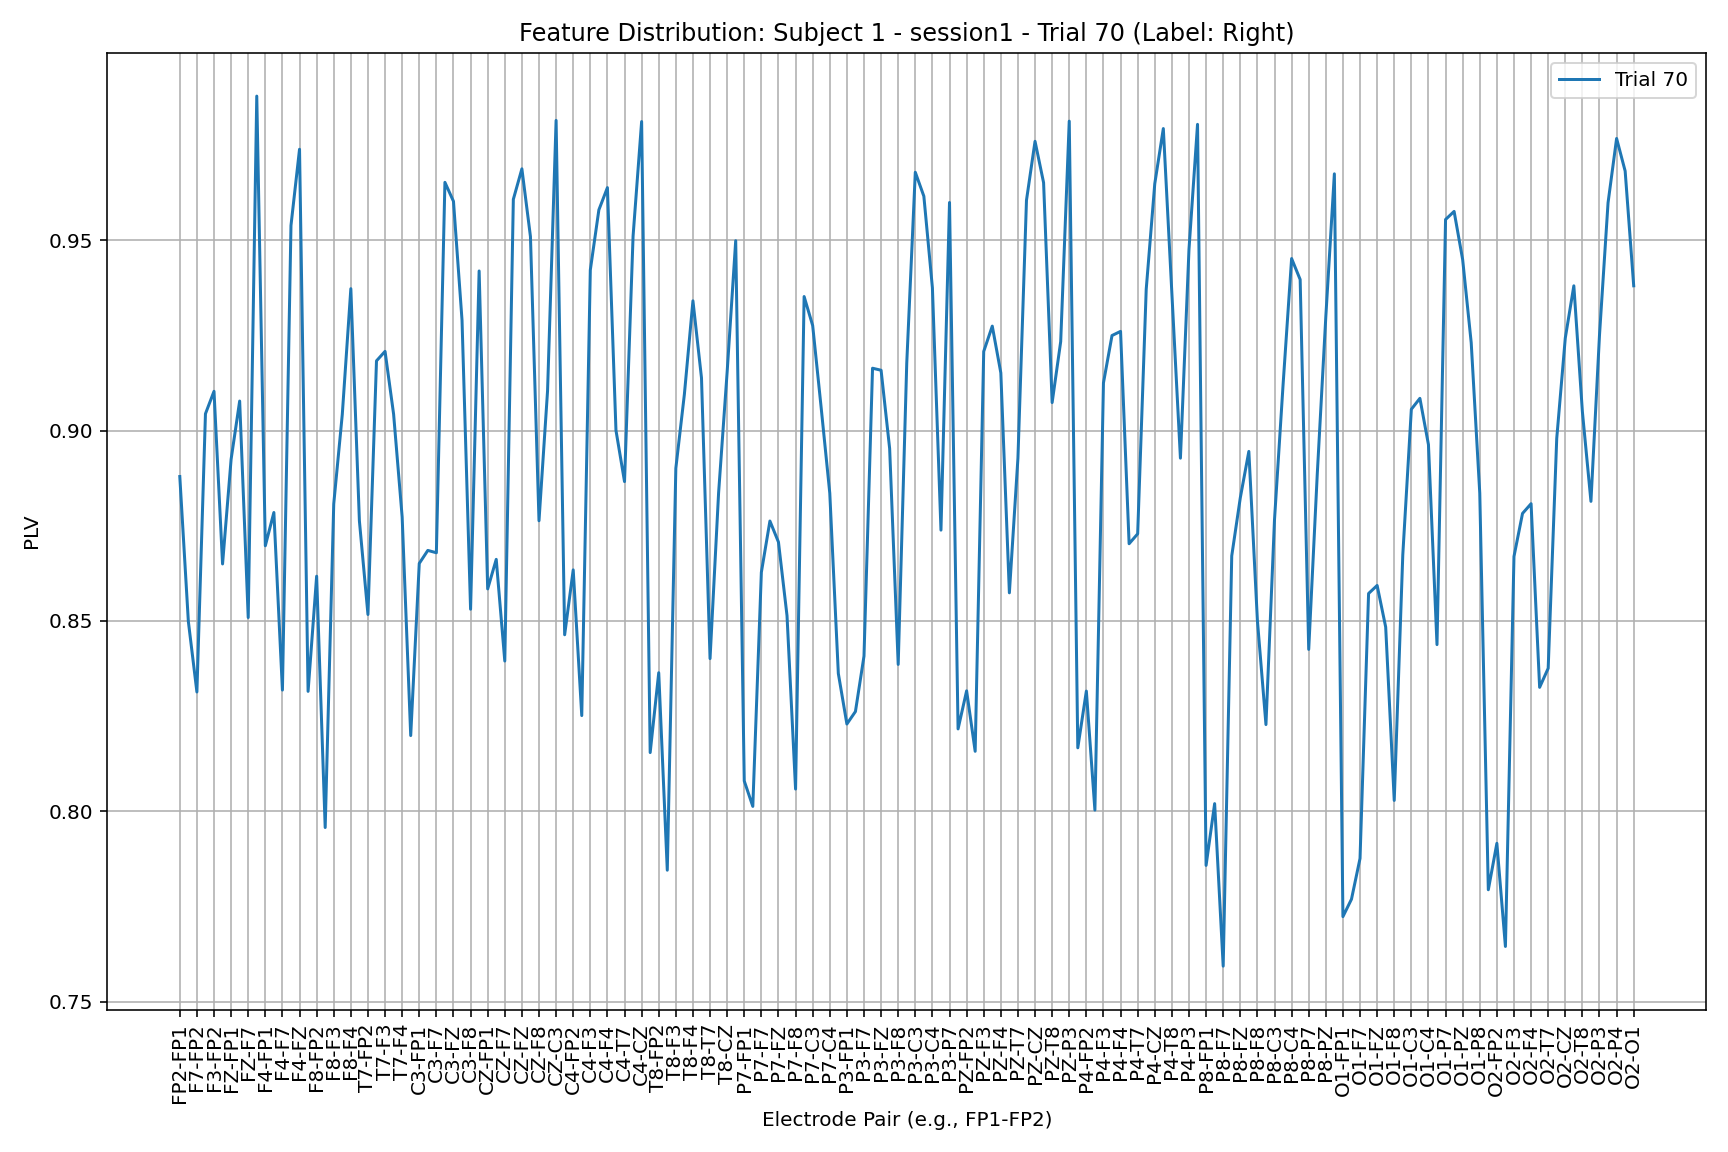 Feature Distribution: Subject 1 - session1 - Trial 70 (Label: Right)
Trial 70
PLV
0.95
0.90
0.85
0.80
0.75
FP2-FP1
F7-FP2
F3-FP2
FZ-FP1
FZ-F7
F4-FP1
F4-F7
F4-FZ
F8-FP2
F8-F3
F8-F4
T7-FP2
T7-F3
T7-F4
C3-FP1
C3-F7
C3-FZ
C3-F8
CZ-FP1
CZ-F7
CZ-FZ
CZ-F8
CZ-C3
C4-FP2
C4-F3
C4-F4
C4-T7
C4-CZ
T8-FP2
T8-F3
T8-F4
T8-T7
T8-CZ
P7-FP1
P7-F7
P7-FZ
P7-F8
P7-C3
P7-C4
P3-FP1
P3-F7
P3-FZ
P3-F8
P3-C3
P3-C4
P3-P7
PZ-FP2
PZ-F3
PZ-F4
PZ-T7
PZ-CZ
PZ-T8
PZ-P3
P4-FP2
P4-F3
P4-F4
P4-T7
P4-CZ
P4-T8
P4-P3
P8-FP1
P8-F7
P8-FZ
P8-F8
P8-C3
P8-C4
P8-P7
P8-PZ
O1-FP1
O1-F7
O1-FZ
O1-F8
O1-C3
O1-C4
O1-P7
O1-PZ
O1-P8
O2-FP2
O2-F3
O2-F4
O2-T7
O2-CZ
O2-T8
O2-P3
O2-P4
O2-O1
Electrode Pair (e.g., FP1-FP2)